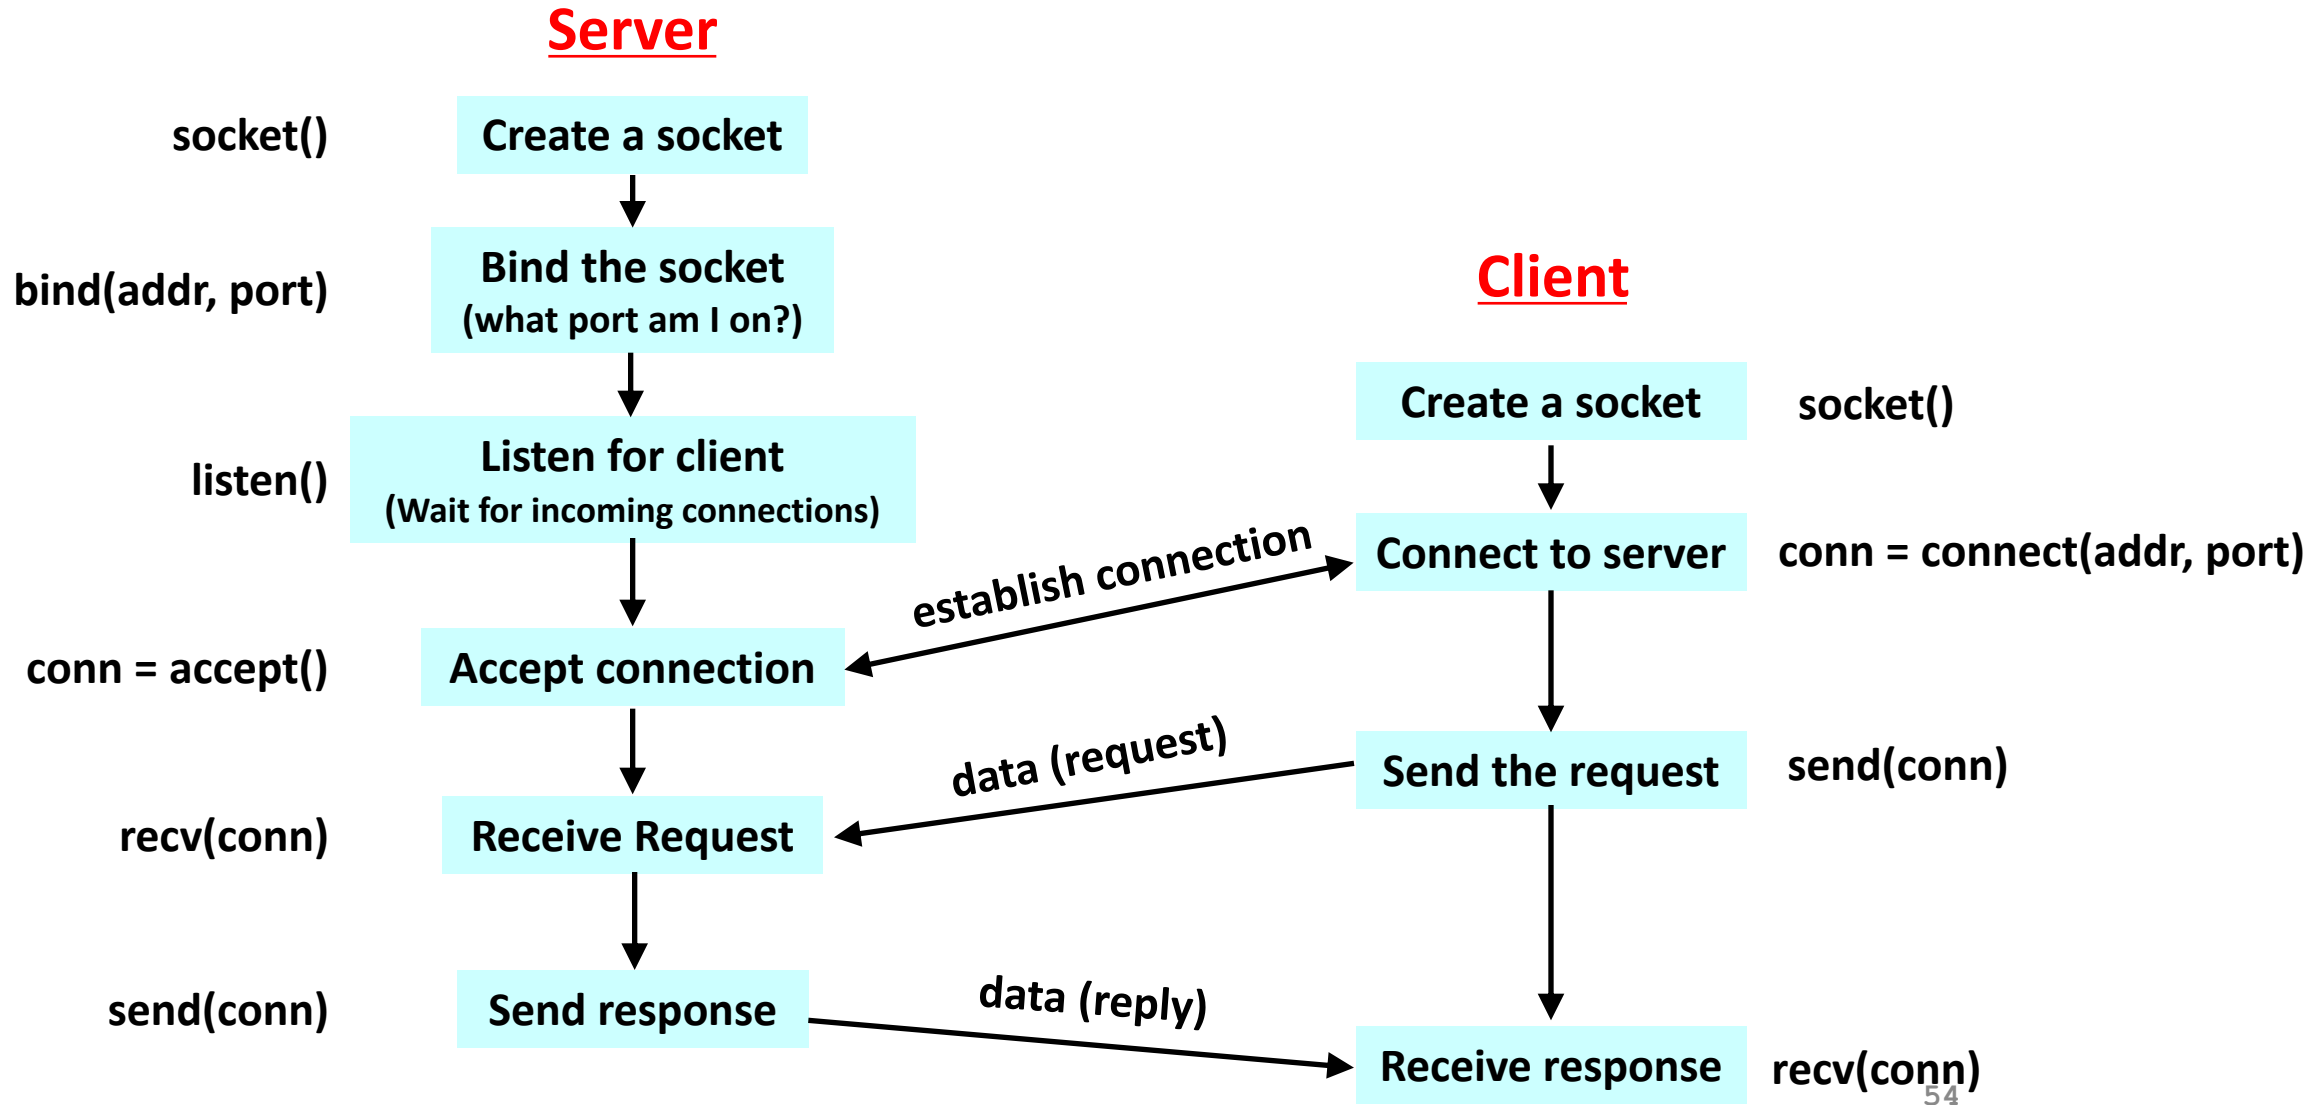 Server
socket()
Create a socket
bind(addr, port)
Bind the socket
(what port am I on?)
listen()
Listen for client
(Wait for incoming connections)
conn = accept()
Accept connection
recv(conn)
Receive Request
send(conn)
Send response
establish connection
data (request)
data (reply)
Client
Create a socket
socket()
Connect to server
conn = connect(addr, port)
Send the request
send(conn)
Receive response
recv(conn)
54